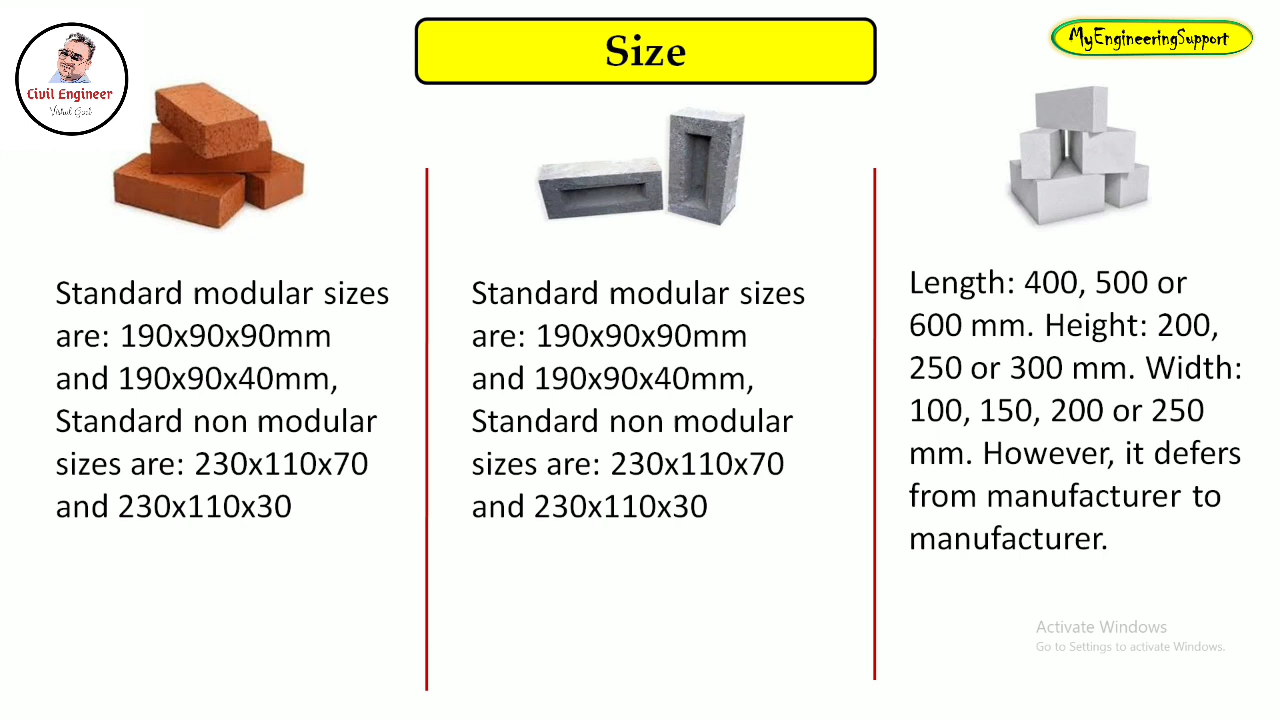 Size
MyEngineeringSupport
Civil Engineer
Vishal Goel
Standard modular sizes
are: 190x90x90mm
and 190x90x40mm,
Standard non modular
sizes are: 230x110x70
and 230x110x30
Standard modular sizes
are: 190x90x90mm
and 190x90x40mm,
Standard non modular
sizes are: 230x110x70
and 230x110x30
Length: 400, 500 or
600 mm. Height: 200,
250 or 300 mm. Width:
100, 150, 200 or 250
mm. However, it defers
from manufacturer to
manufacturer.
Activate Windows
Go to Settings to activate Windows.